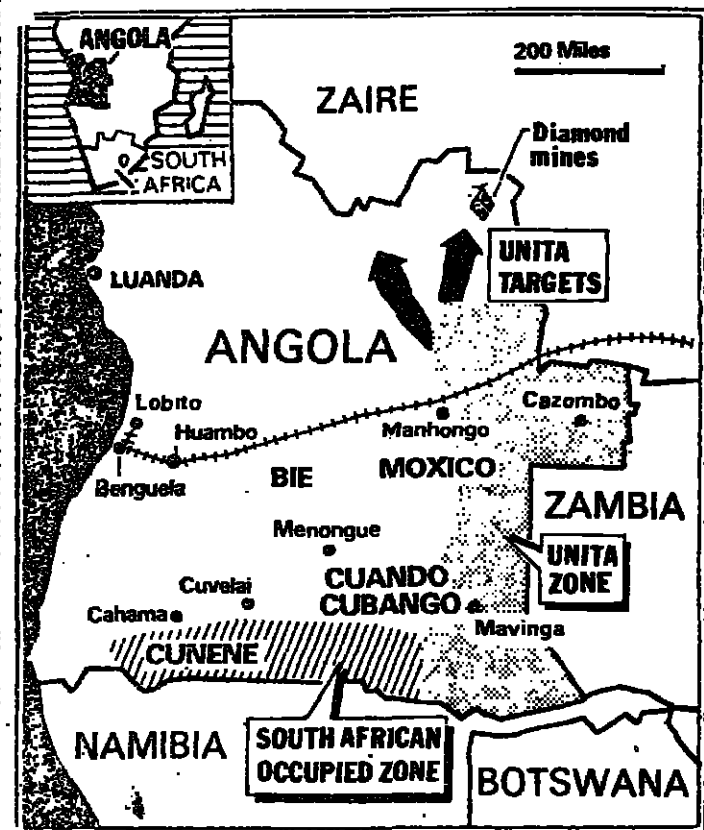 ANGOLA
SOUTH
AFRICA
200 Miles
ZAIRE
Diamond
mines
UNITA
TARGETS
LUANDA
ANGOLA
Lobito
Huambo
Benguela
Manhongo
Cazombo
BIE
MOXICO
ZAMBIA
Menongue
UNITA
ZONE
CUANDO
CUBANGO
Cuvelai
Cahama
Mavinga
CUNENE
NAMIBIA
SOUTH AFRICAN
OCCUPIED ZONE
BOTSWANA